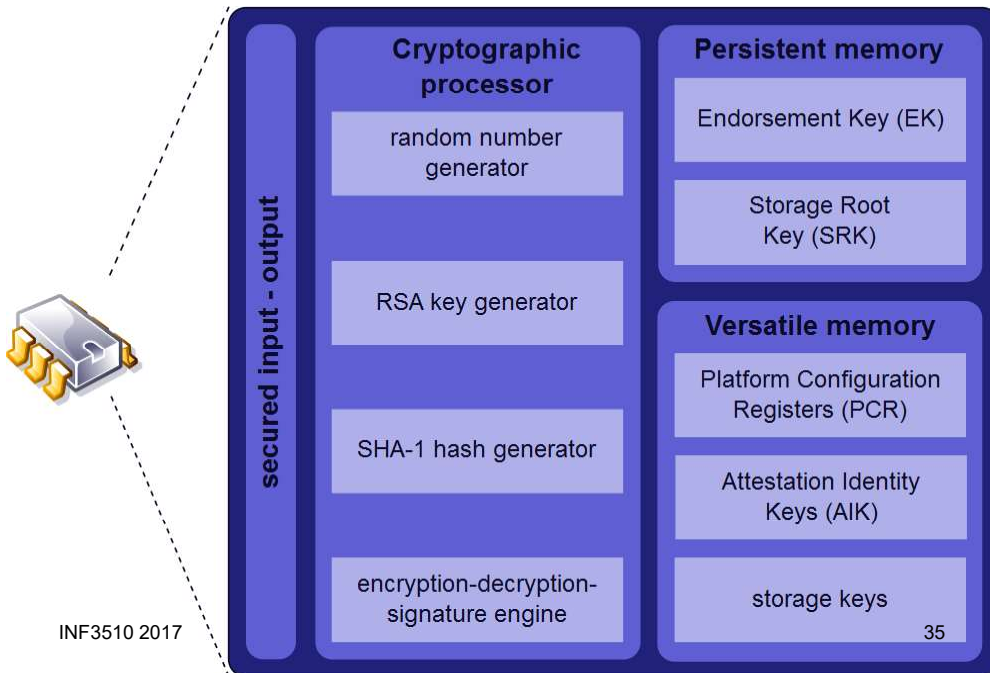 secured input - output
Cryptographic
processor
random number
generator
RSA key generator
SHA-1 hash generator
encryption-decryption-
signature engine
Persistent memory
Endorsement Key (EK)
Storage Root
Key (SRK)
Versatile memory
Platform Configuration
Registers (PCR)
Attestation Identity
Keys (AIK)
storage keys
INF3510 2017
35